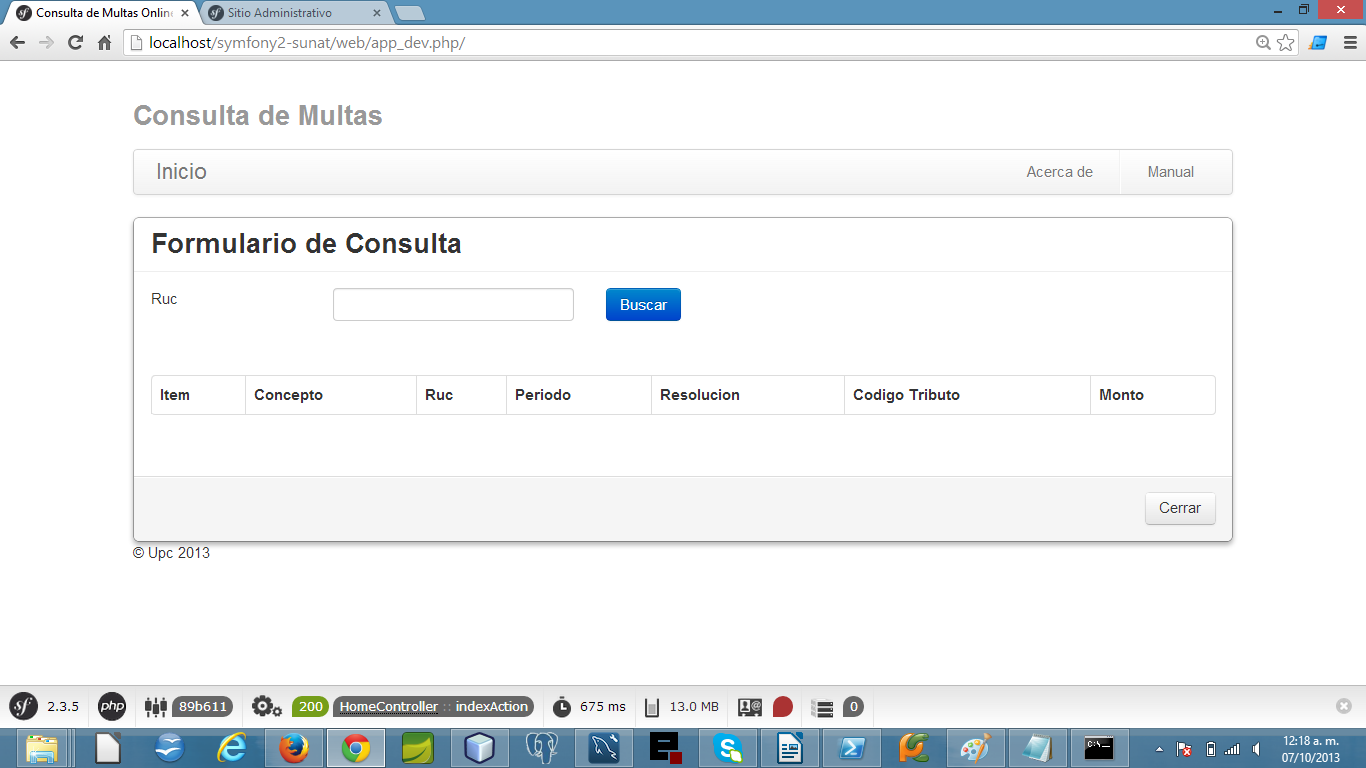 Consulta de Multas Onlin
Sitio Administrativo
localhost/symfony2-sunat/web/app_dev.php/
Consulta de Multas
Inicio
Acerca de
Manual
Formulario de Consulta
Ruc
Buscar
Item Concepto Ruc Periodo Resolucion Codigo Tributo Monto
Cerrar
© Upc 2013
sf 2.3.5 php 89b611 200 HomeController :: indexAction 675 ms 13.0 MB 0
12:18 a. m.
07/10/2013